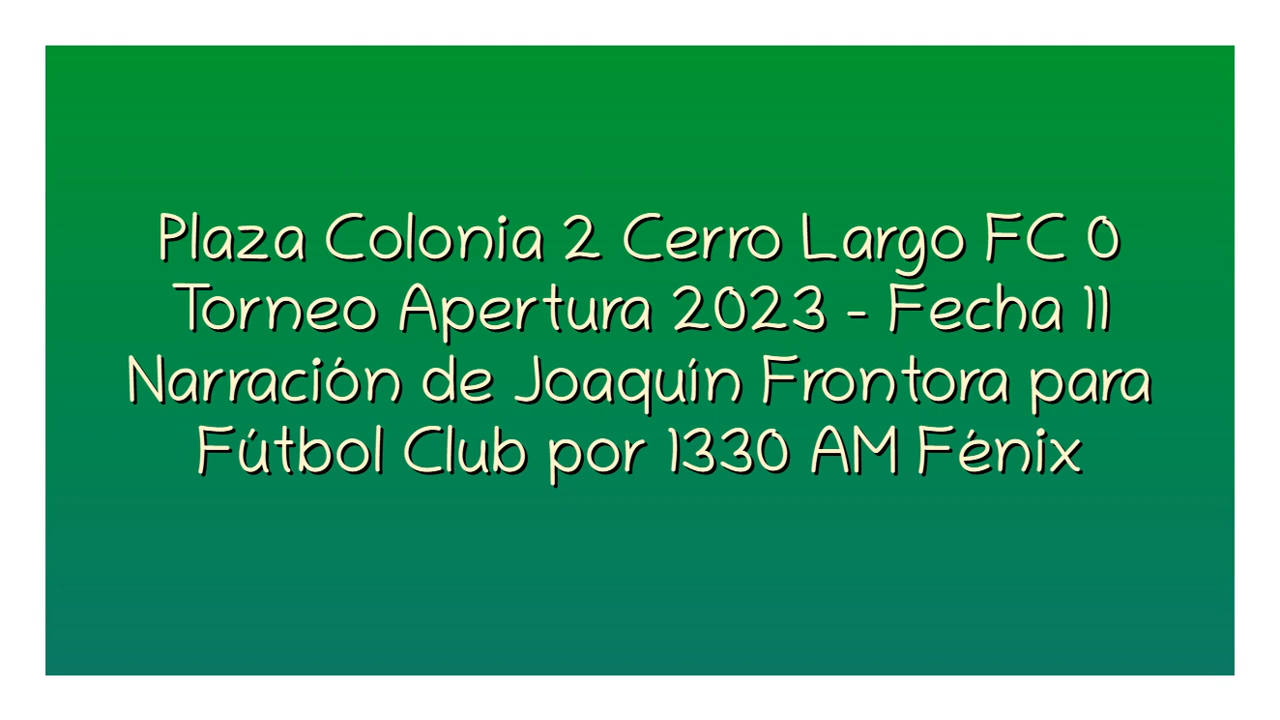 Plaza Colonia 2 Cerro Largo FC 0
Torneo Apertura 2023 - Fecha 11
Narración de Joaquín Frontora para
Fútbol Club por 1330 AM Fénix